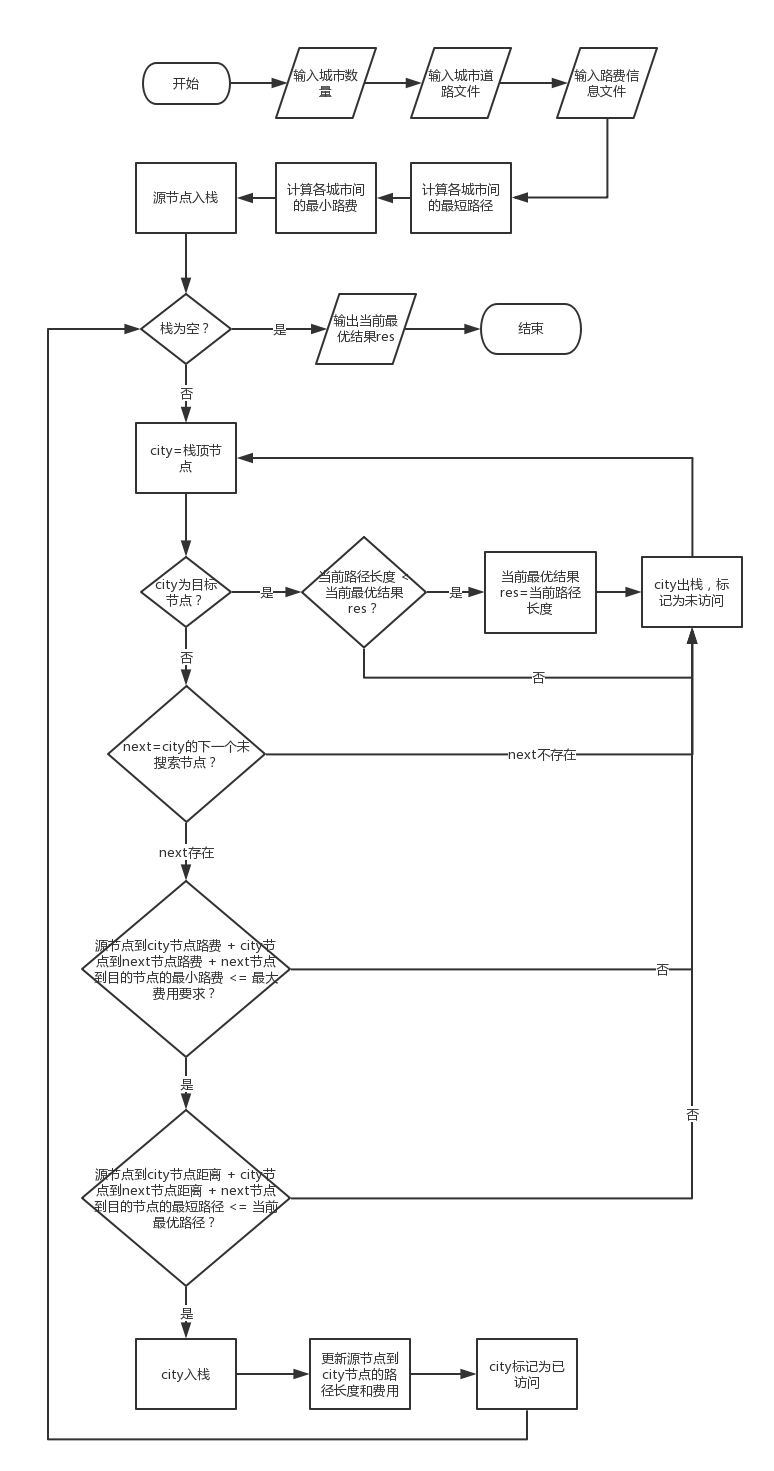 开始
输入城市数
量
输入城市道
路文件
输入路费信
息文件
源节点入栈
计算各城市间
的最小路费
计算各城市间
的最短路径
栈为空？
是
输出当前最
优结果res
结束
否
city=栈顶节
点
city为目标
节点？
是
当前路径长度 <
当前最优结果
res？
是
当前最优结果
res=当前路径
长度
city出栈，标
记为未访问
否
否
next=city的下一个未
搜索节点？
next不存在
next存在
源节点到city节点路费 + city节
点到next节点路费 + next节点
到目的节点的最小路费 <= 最大
费用要求？
否
是
否
源节点到city节点距离 + city节
点到next节点距离 + next节点
到目的节点的最短路径 <= 当前
最优路径？
是
city入栈
更新源节点到
city节点的路
径长度和费用
city标记为已
访问